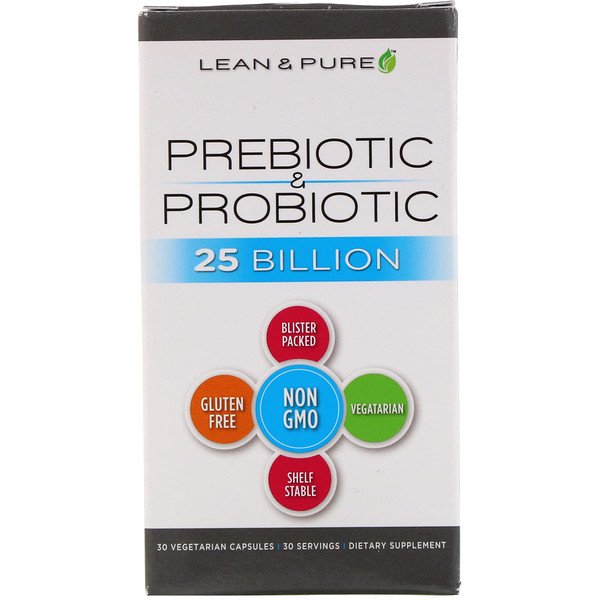 LEAN & PURE™
PREBIOTIC
&
PROBIOTIC
25 BILLION
BLISTER
PACKED
GLUTEN
FREE
NON
GMO
VEGATARIAN
SHELF
STABLE
30 VEGETARIAN CAPSULES | 30 SERVINGS | DIETARY SUPPLEMENT